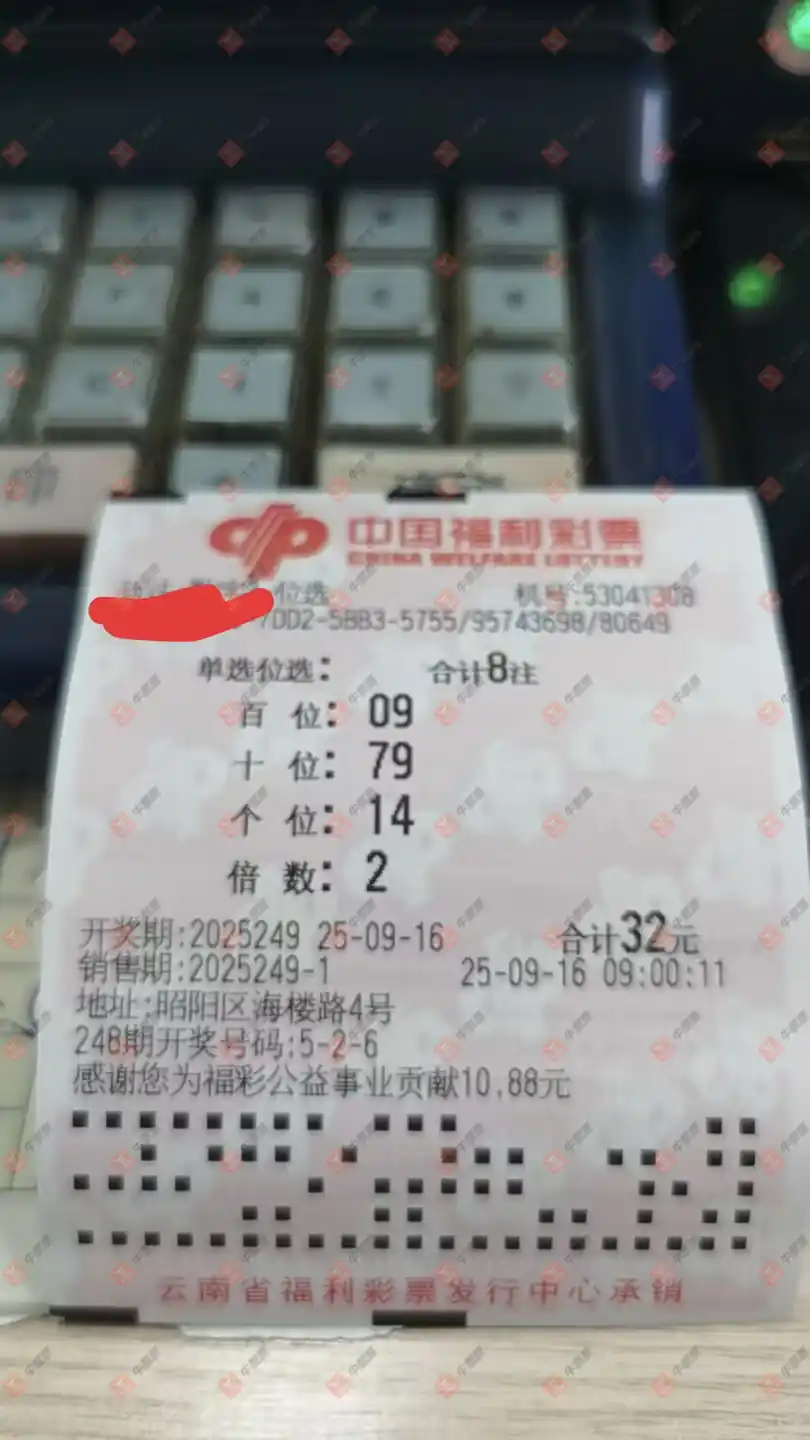 中国福利彩票
CHINA WELFARE LOTTERY
位选 机号:53041308
7DD2-5BB3-5755/95743698/80649
单选位选: 合计8注
百 位: 09
十 位: 79
个 位: 14
倍 数: 2
开奖期:2025249 25-09-16 合计32元
销售期:2025249-1 25-09-16 09:00:11
地址:昭阳区海楼路4号
248期开奖号码:5-2-6
感谢您为福彩公益事业贡献10.88元
云南省福利彩票发行中心承销